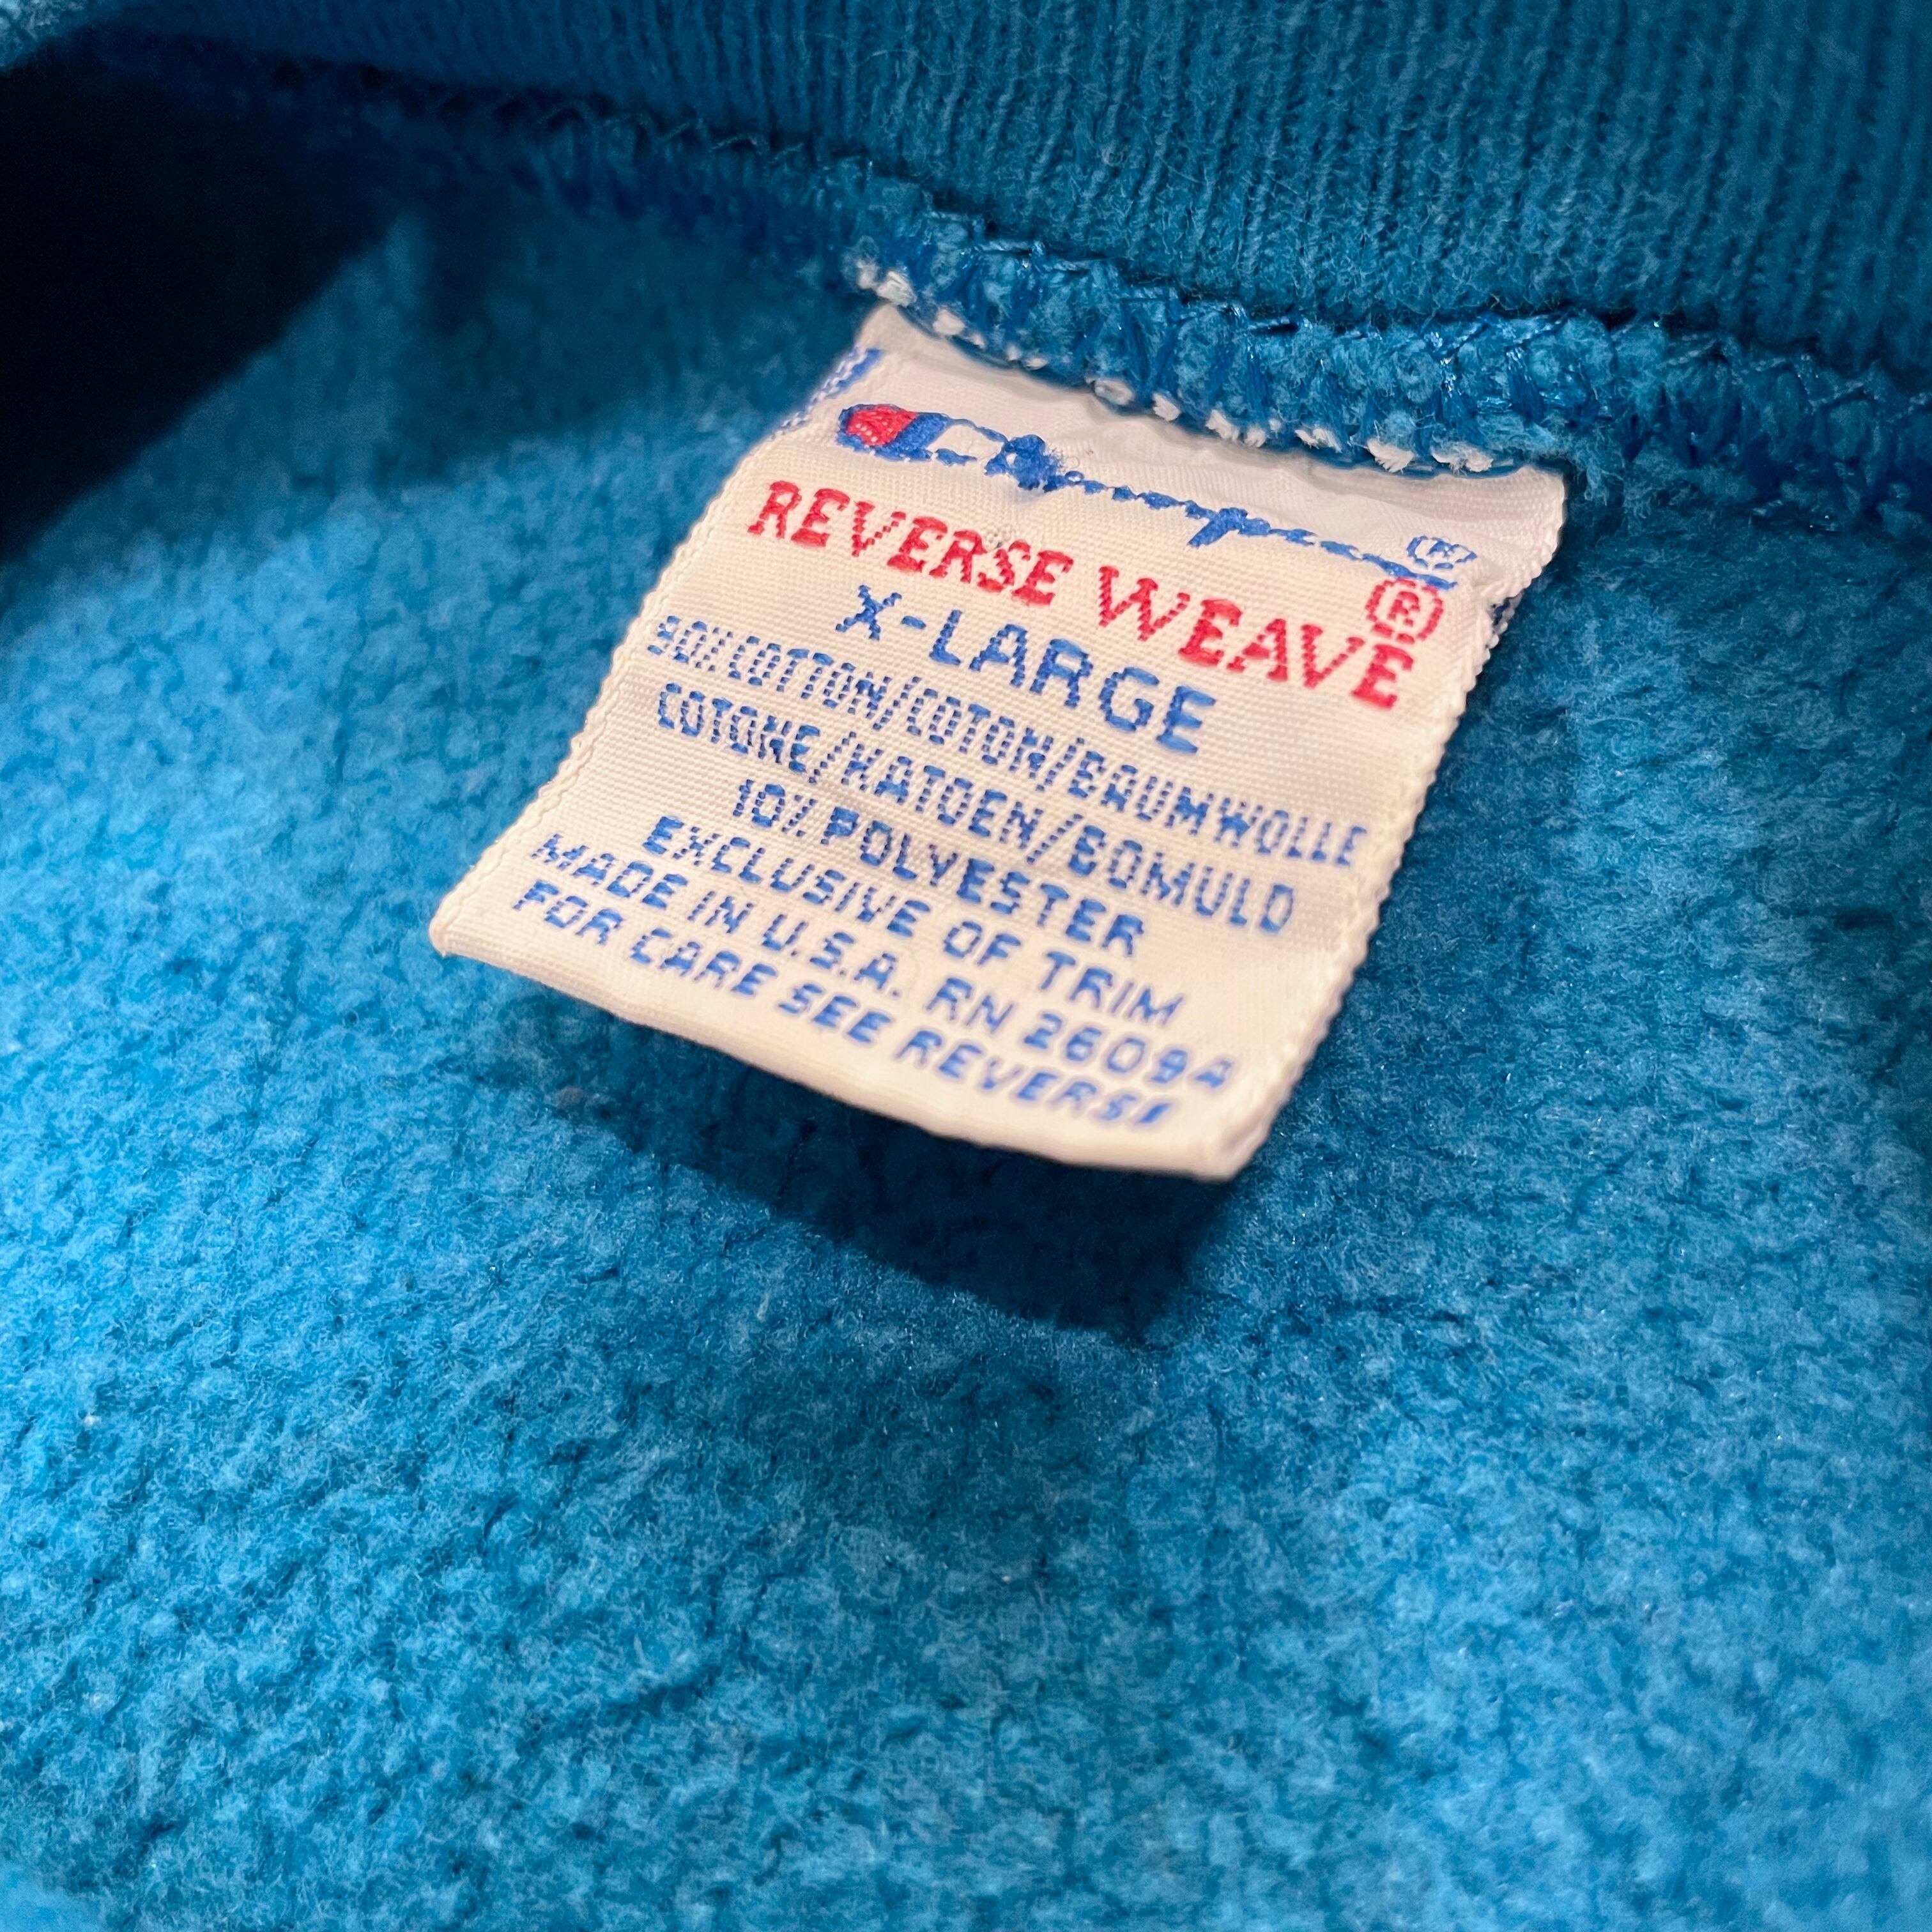 Champion®
REVERSE WEAVE®
X-LARGE
90% COTTON/COTON/BAUMWOLLE
COTONE/KATOEN/BOMULD
10% POLYESTER
EXCLUSIVE OF TRIM
MADE IN U.S.A. RN 26094
FOR CARE SEE REVERSE